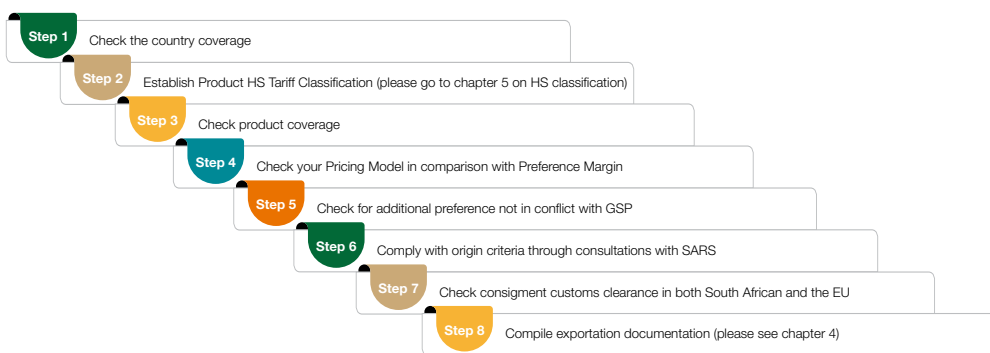 Step 1 Check the country coverage
Step 2 Establish Product HS Tariff Classification (please go to chapter 5 on HS classification)
Step 3 Check product coverage
Step 4 Check your Pricing Model in comparison with Preference Margin
Step 5 Check for additional preference not in conflict with GSP
Step 6 Comply with origin criteria through consultations with SARS
Step 7 Check consigment customs clearance in both South African and the EU
Step 8 Compile exportation documentation (please see chapter 4)